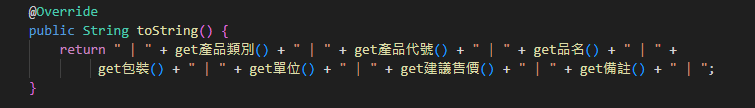 @Override
public String toString() {
return " | " + get產品類別() + " | " + get產品代號() + " | " + get品名() + " | " +
get包裝() + " | " + get單位() + " | " + get建議售價() + " | " + get備註() + " | ";
}